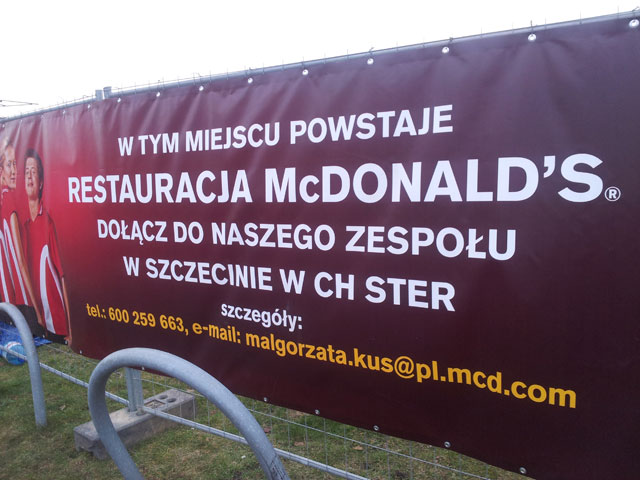 W TYM MIEJSCU POWSTAJE
RESTAURACJA McDONALD'S®
DOŁĄCZ DO NASZEGO ZESPOŁU
W SZCZECINIE W CH STER
szczegóły:
tel.: 600 259 663, e-mail: malgorzata.kus@pl.mcd.com